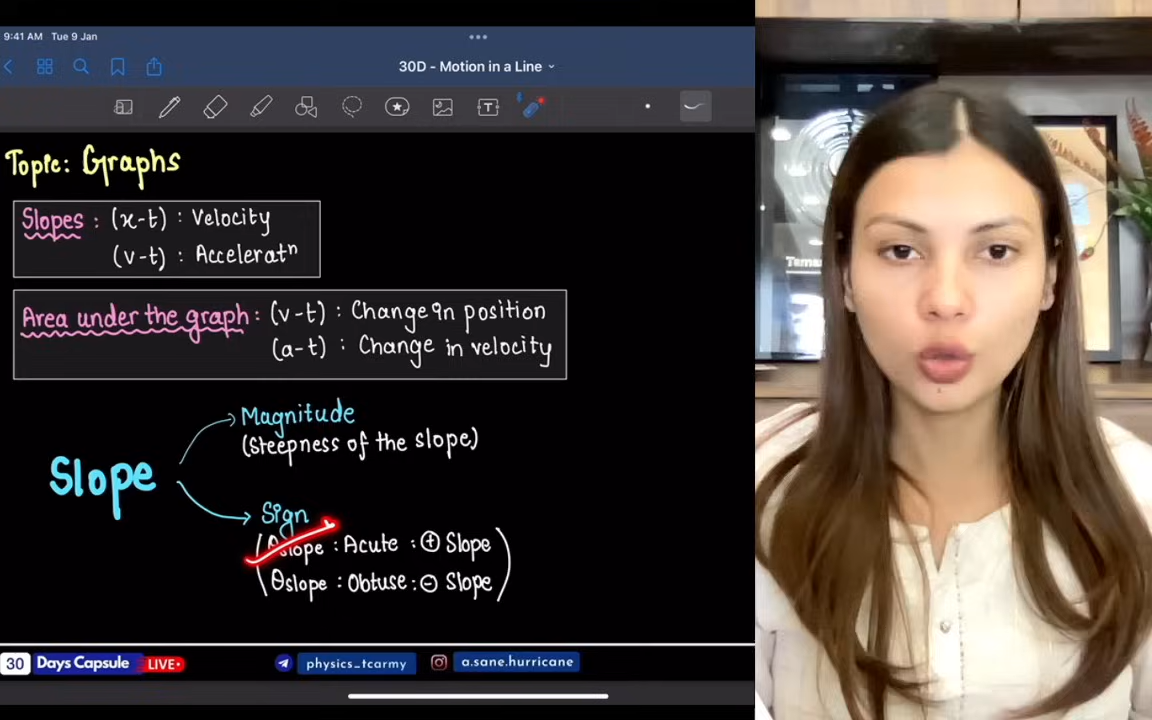 9:41 AM Tue 9 Jan
30D - Motion in a Line
T
Topic: Graphs
Slopes : (x-t) : Velocity
(v-t) : Acceleratⁿ
Area under the graph : (v-t) : Change in position
(a-t) : Change in velocity
Magnitude
(Steepness of the slope)
Slope
Sign
(θslope : Acute : ⊕ Slope
θslope : Obtuse : ⊖ Slope)
30 Days Capsule LIVE
physics_tcarmy
a.sane.hurricane